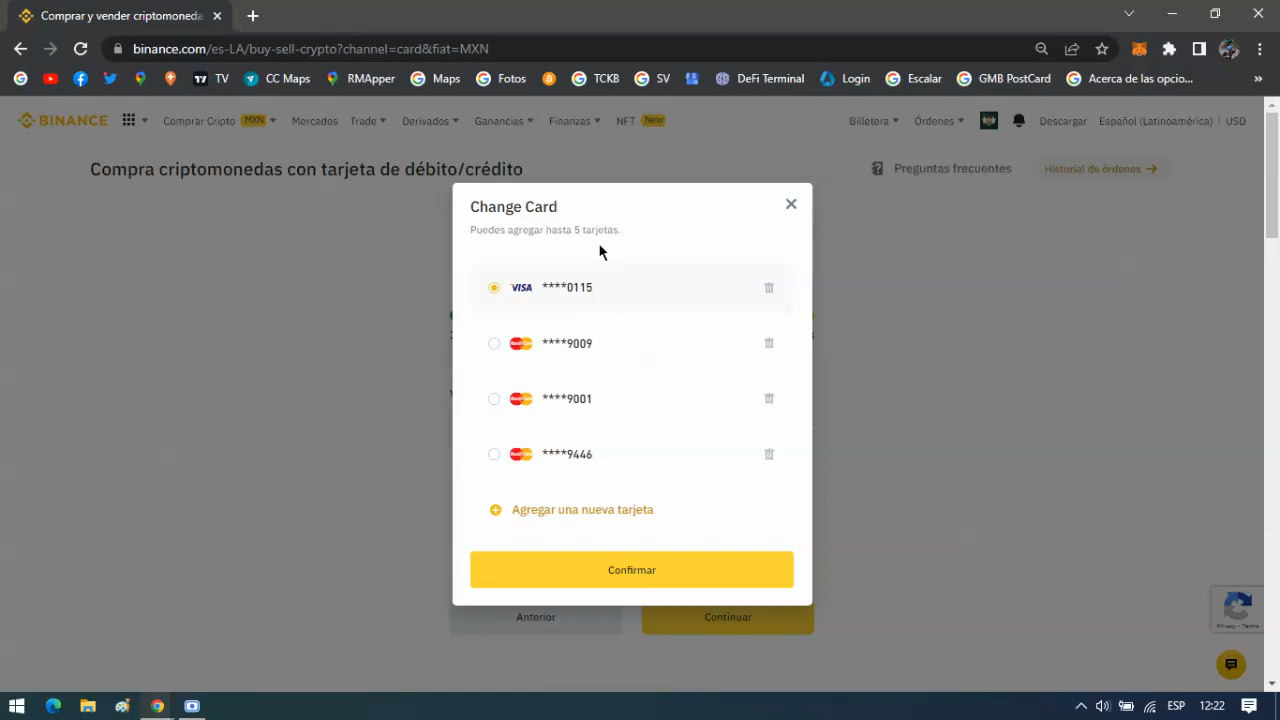 Comprar y vender criptomoneda
binance.com/es-LA/buy-sell-crypto?channel=card&fiat=MXN
TV CC Maps RMApper Maps Fotos TCKB SV DeFi Terminal Login Escalar GMB PostCard Acerca de las opcio... »
BINANCE Comprar Cripto MXN Mercados Trade Derivados Ganancias Finanzas NFT New Billetera Órdenes Descargar Español (Latinoamérica) | USD
Compra criptomonedas con tarjeta de débito/crédito Preguntas frecuentes Historial de órdenes
Change Card
Puedes agregar hasta 5 tarjetas.
VISA ****0115
****9009
****9001
****9446
Agregar una nueva tarjeta
Confirmar
Anterior Continuar
Privacy - Terms
ESP 12:22